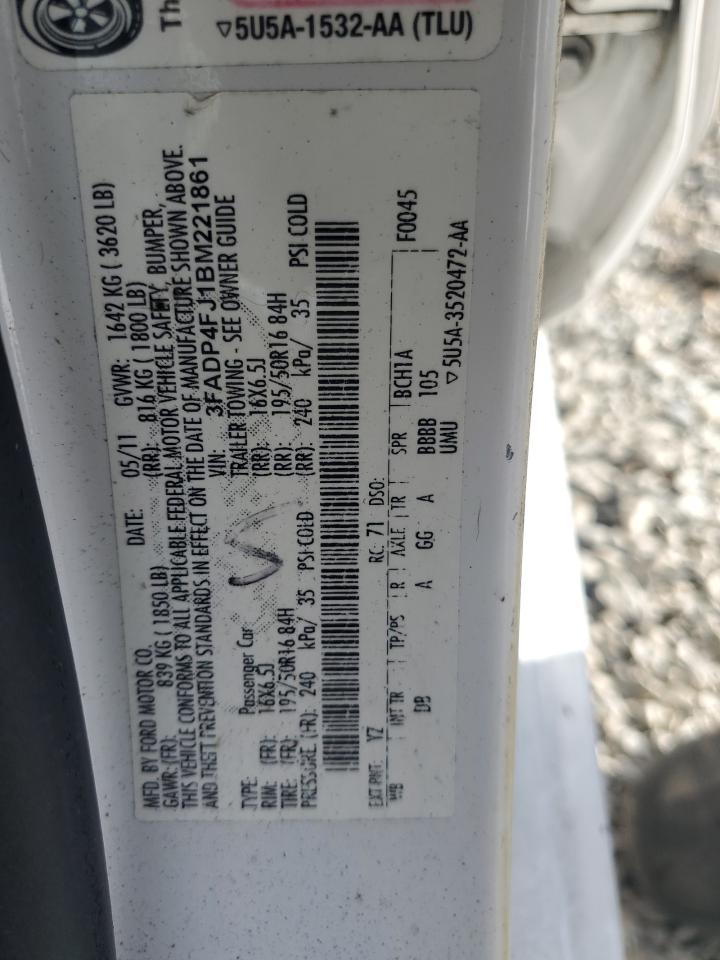 Th
▽5U5A-1532-AA (TLU)
MFD. BY FORD MOTOR CO.
DATE: 05/11 GVWR: 1642 KG ( 3620 LB)
GAWR: (FR): 839 KG ( 1850 LB) (RR): 816 KG ( 1800 LB)
THIS VEHICLE CONFORMS TO ALL APPLICABLE FEDERAL MOTOR VEHICLE SAFETY, BUMPER,
AND THEFT PREVENTION STANDARDS IN EFFECT ON THE DATE OF MANUFACTURE SHOWN ABOVE.
VIN: 3FADP4FJ1BM221861
TYPE: Passenger Car TRAILER TOWING - SEE OWNER GUIDE
RIM: (FR): 16X6.5J (RR): 16X6.5J
TIRE: (FR): 195/50R16 84H (RR): 195/50R16 84H
PRESSURE (FR): 240 kPa/ 35 PSI COLD (RR): 240 kPa/ 35 PSI COLD
F0045
EXT PNT: YZ RC: 71 DSO:
WB INT TR TP/PS R AXLE TR SPR BCH1A
DB A GG A BBBB 105
UMU
▽5U5A-3520472-AA